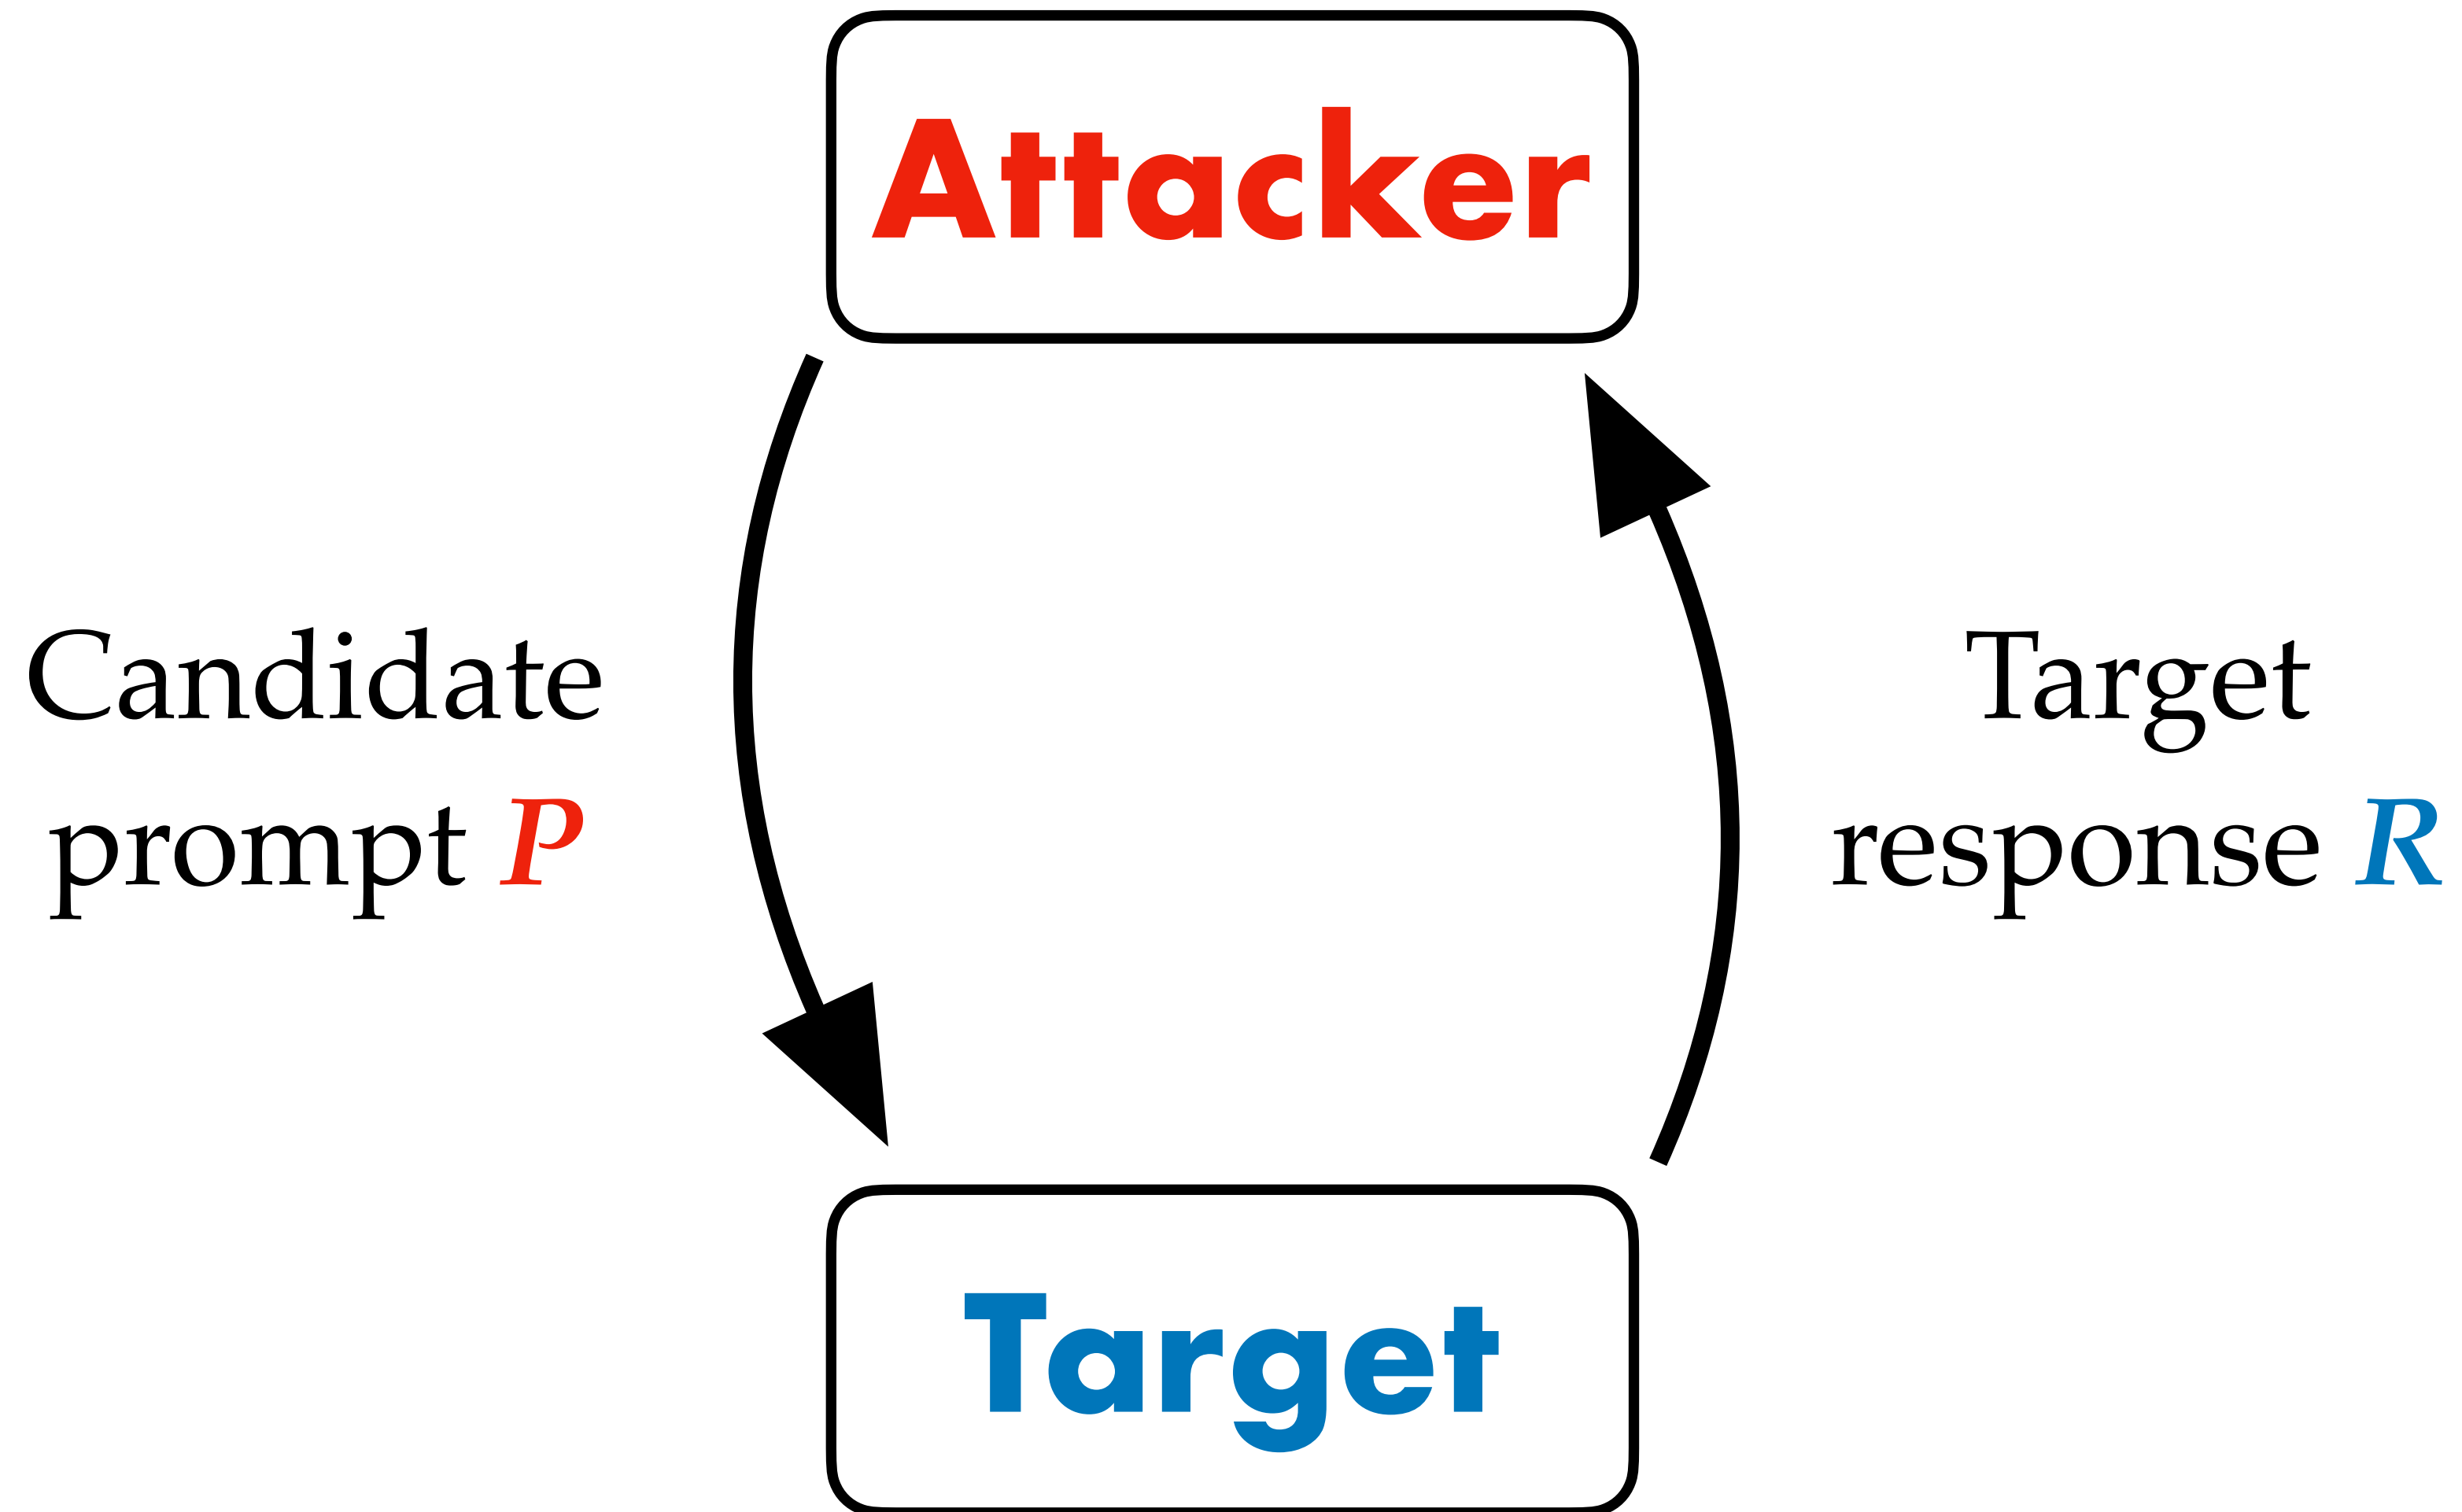 Attacker
Candidate
prompt P
Target
response R
Target